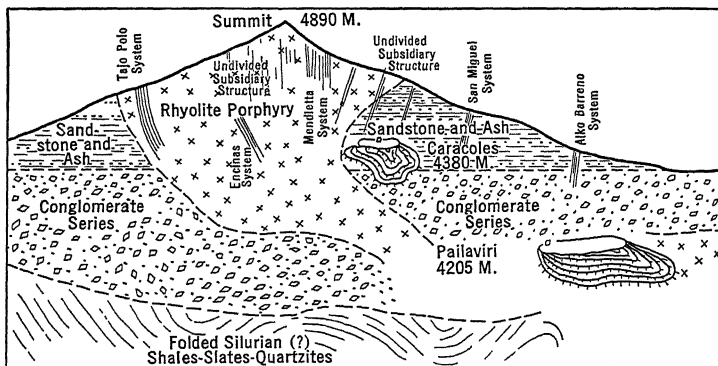 Summit 4890 M.
Tajo Polo
System
Undivided
Subsidiary
Structure
Undivided
Subsidiary
Structure
San Miguel
System
Alko Barreno
System
Rhyolite Porphyry
Mendietta
System
Encinas
System
Sand-
stone and
Ash
Sandstone and Ash
Caracoles
4380 M.
Conglomerate
Series
Conglomerate
Series
Pailaviri
4205 M.
Folded Silurian (?)
Shales-Slates-Quartzites